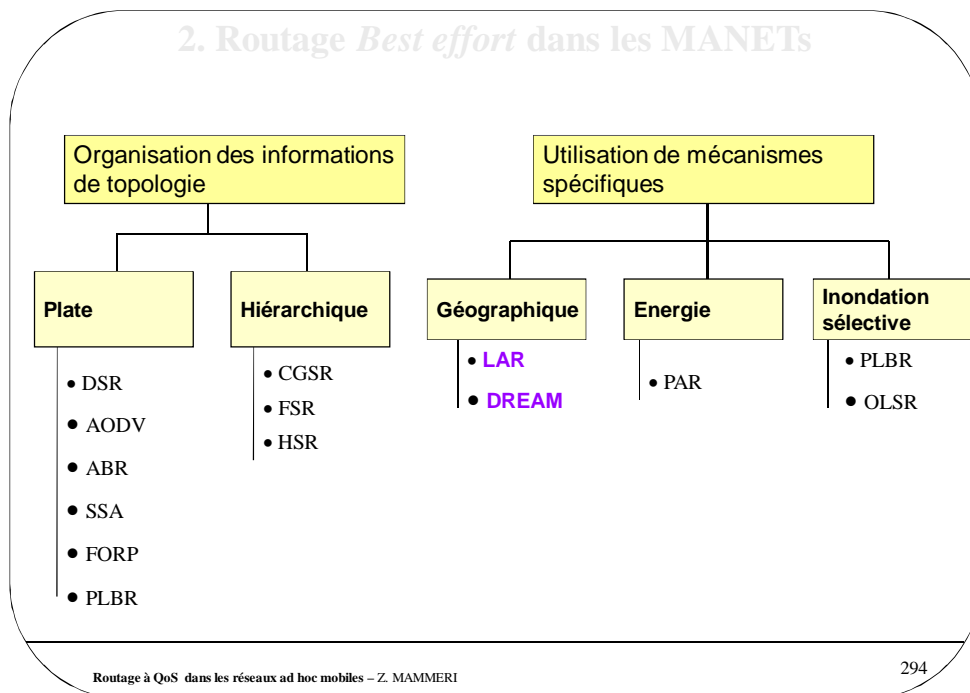 2. Routage Best effort dans les MANETs
Organisation des informations
de topologie
Plate
• DSR
• AODV
• ABR
• SSA
• FORP
• PLBR
Hiérarchique
• CGSR
• FSR
• HSR
Utilisation de mécanismes
spécifiques
Géographique
• LAR
• DREAM
Energie
• PAR
Inondation
sélective
• PLBR
• OLSR
Routage à QoS dans les réseaux ad hoc mobiles – Z. MAMMERI
294